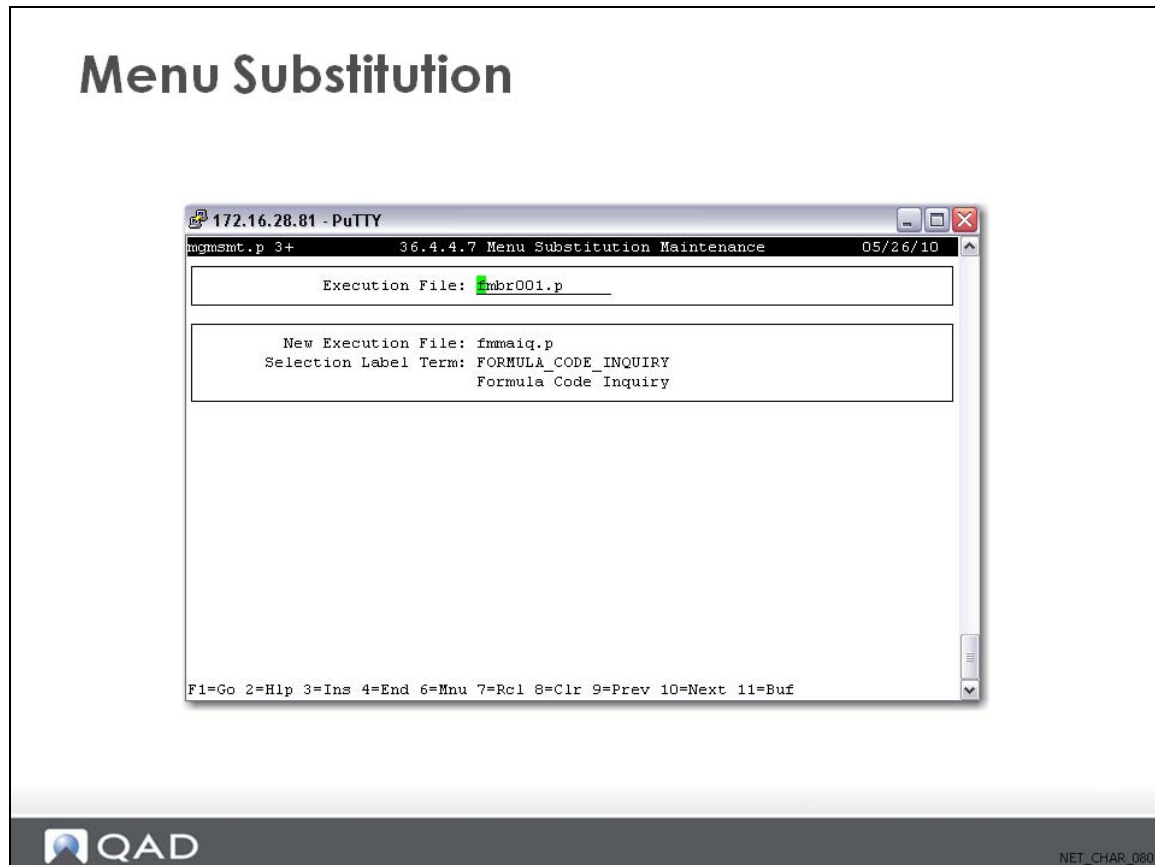 Menu Substitution
172.16.28.81 - PuTTY
mgmsmt.p 3+ 36.4.4.7 Menu Substitution Maintenance 05/26/10
Execution File: fmbr001.p
New Execution File: fmmaiq.p
Selection Label Term: FORMULA_CODE_INQUIRY
Formula Code Inquiry
F1=Go 2=Hlp 3=Ins 4=End 6=Mnu 7=Rcl 8=Clr 9=Prev 10=Next 11=Buf
QAD
NET_CHAR_080